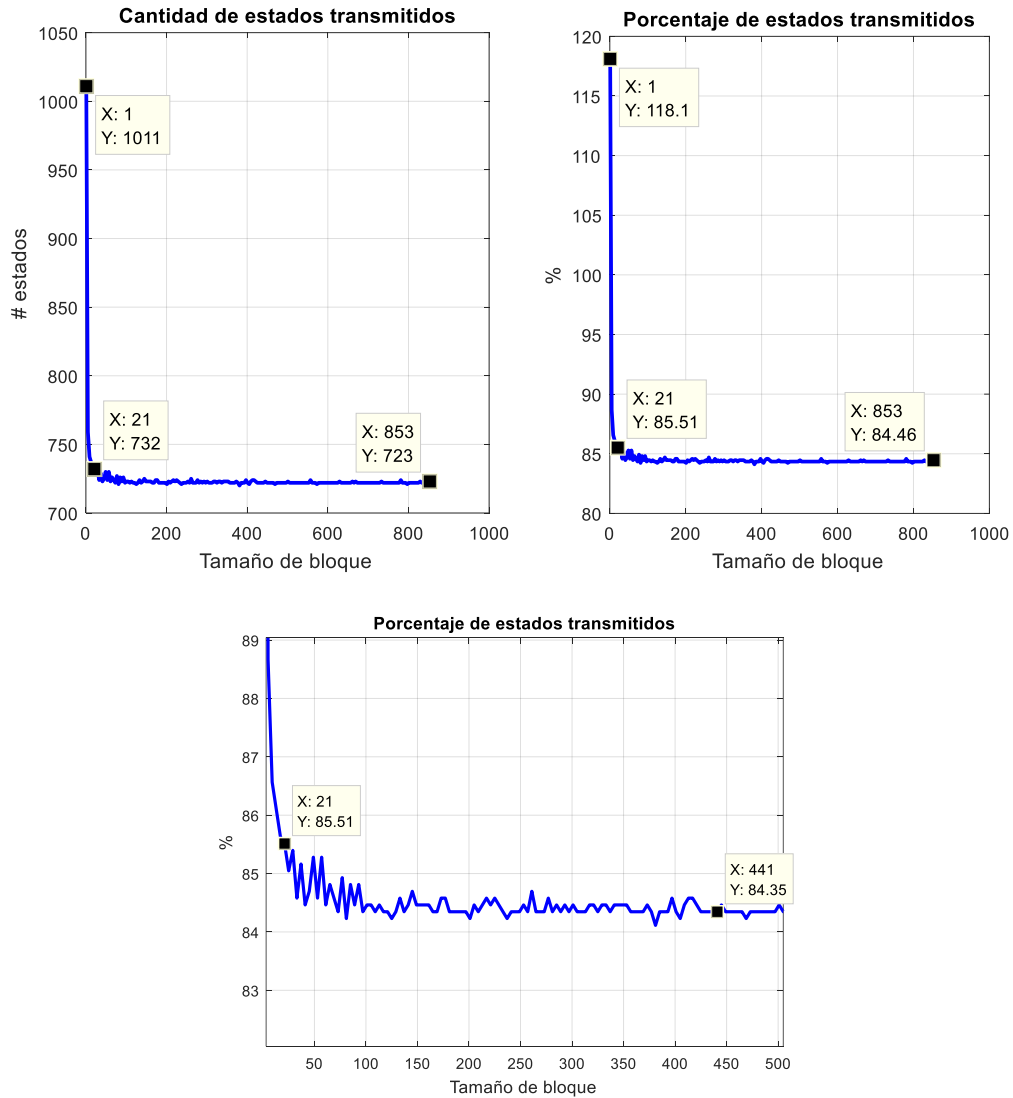 Cantidad de estados transmitidos
1050
1000
950
900
850
800
750
700
# estados
X: 1
Y: 1011
X: 21
Y: 732
X: 853
Y: 723
0 200 400 600 800 1000
Tamaño de bloque
Porcentaje de estados transmitidos
120
115
110
105
100
95
90
85
80
%
X: 1
Y: 118.1
X: 21
Y: 85.51
X: 853
Y: 84.46
0 200 400 600 800 1000
Tamaño de bloque
Porcentaje de estados transmitidos
89
88
87
86
85
84
83
%
X: 21
Y: 85.51
X: 441
Y: 84.35
50 100 150 200 250 300 350 400 450 500
Tamaño de bloque